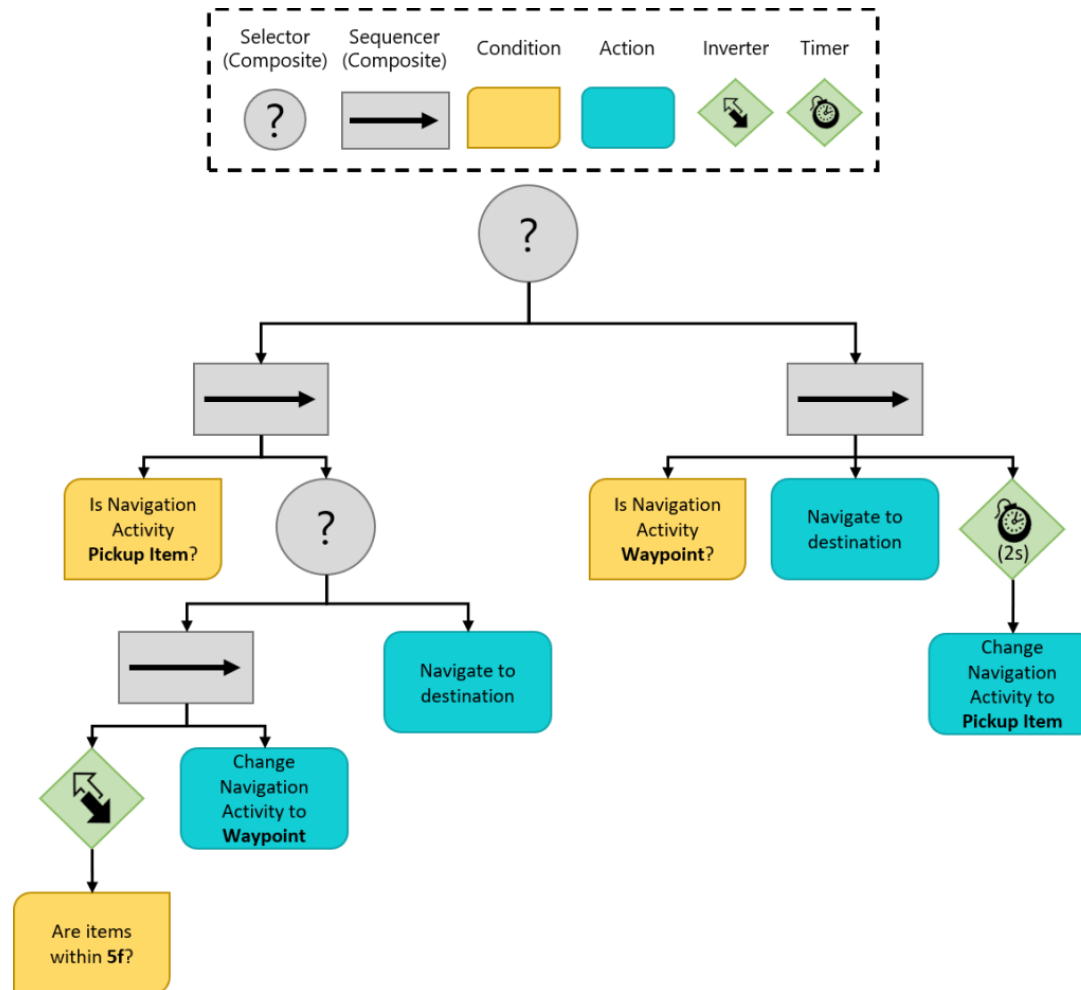 Selector
(Composite)
Sequencer
(Composite)
Condition
Action
Inverter
Timer
?
?
Is Navigation
Activity
Pickup Item?
?
Is Navigation
Activity
Waypoint?
Navigate to
destination
(2s)
Navigate to
destination
Change
Navigation
Activity to
Pickup Item
Change
Navigation
Activity to
Waypoint
Are items
within 5f?